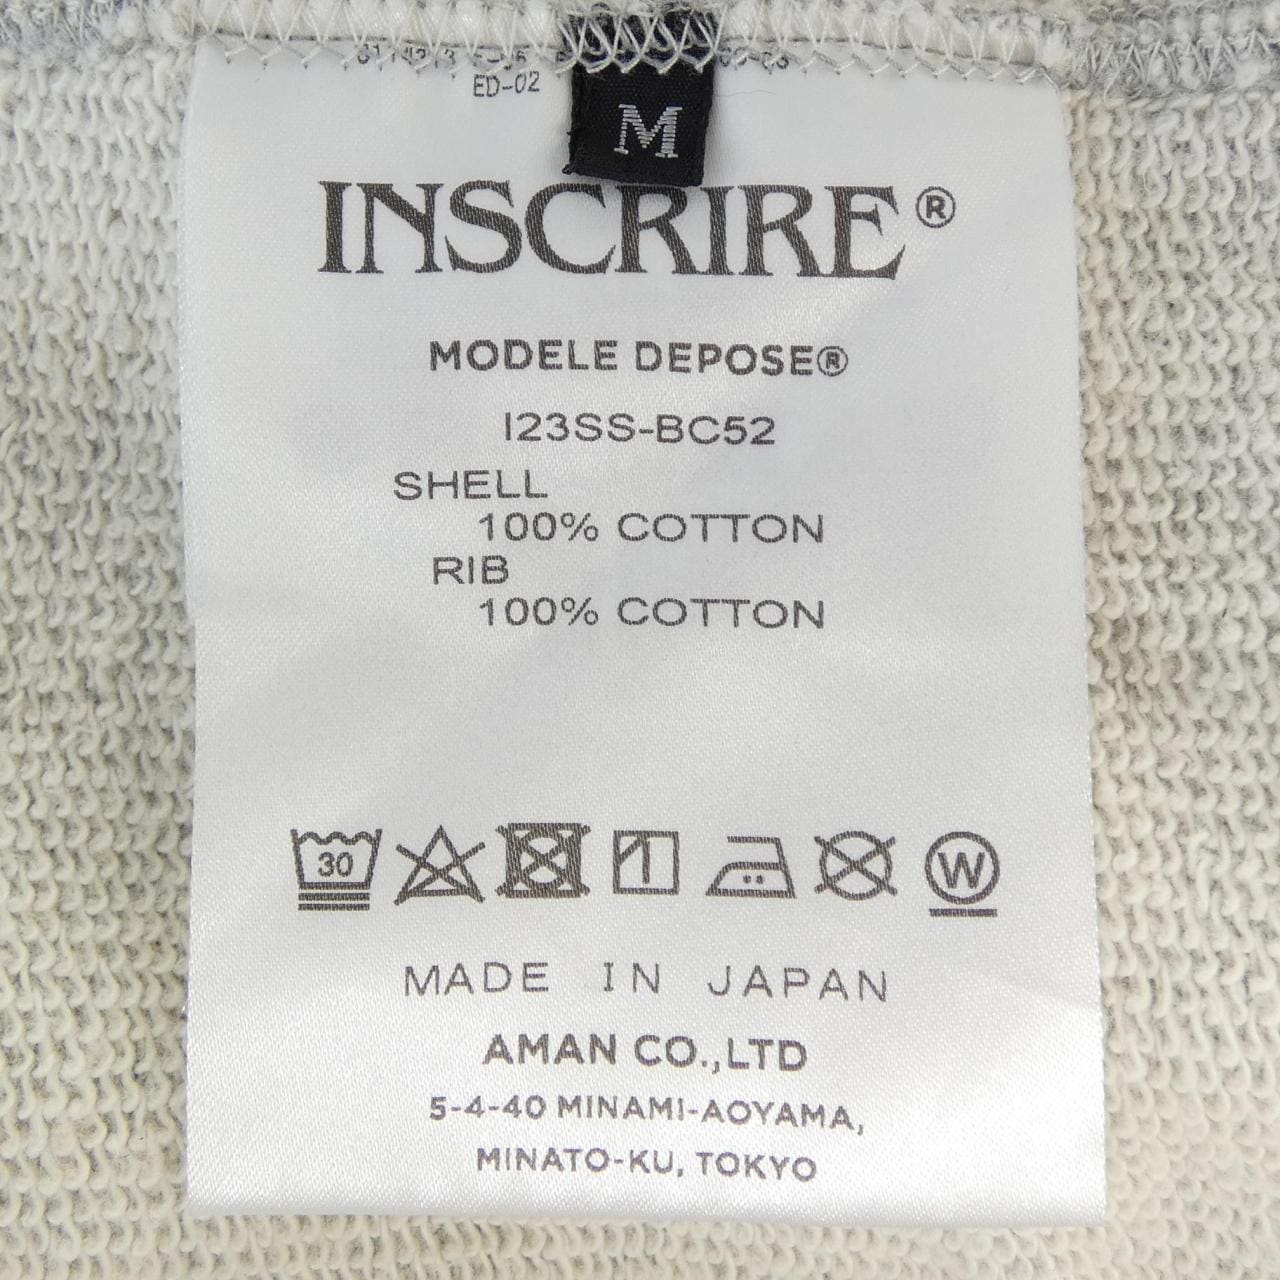 ED-02
M
INSCRIRE®
MODELE DEPOSE®
I23SS-BC52
SHELL
100% COTTON
RIB
100% COTTON
30
W
MADE IN JAPAN
AMAN CO.,LTD
5-4-40 MINAMI-AOYAMA,
MINATO-KU, TOKYO